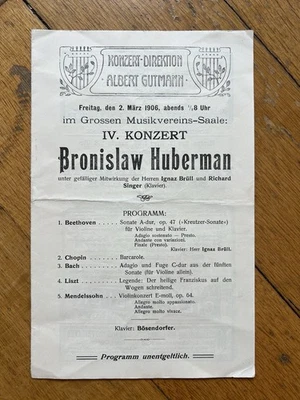 KONZERT-DIREKTION
ALBERT GUTMANN
Freitag, den 2. März 1906, abends ½8 Uhr
im Grossen Musikvereins-Saale:
IV. KONZERT
Bronislaw Huberman
unter gefälliger Mitwirkung der Herren Ignaz Brüll und Richard
Singer (Klavier).
PROGRAMM:
1. Beethoven . . . . . Sonate A-dur, op. 47 («Kreutzer-Sonate»)
für Violine und Klavier.
Adagio sostenuto — Presto.
Andante con variazioni.
Finale (Presto).
Klavier: Herr Ignaz Brüll.
2. Chopin . . . . . . Barcarole.
3. Bach . . . . . . . Adagio und Fuge C-dur aus der fünften
Sonate (für Violine allein).
4. Liszt . . . . . . . Legende: Der heilige Franziskus auf den
Wogen schreitend.
5. Mendelssohn . . Violinkonzert E-moll, op. 64.
Allegro molto appassionato.
Andante.
Allegro molto vivace.
Klavier: Bösendorfer.
Programm unentgeltlich.